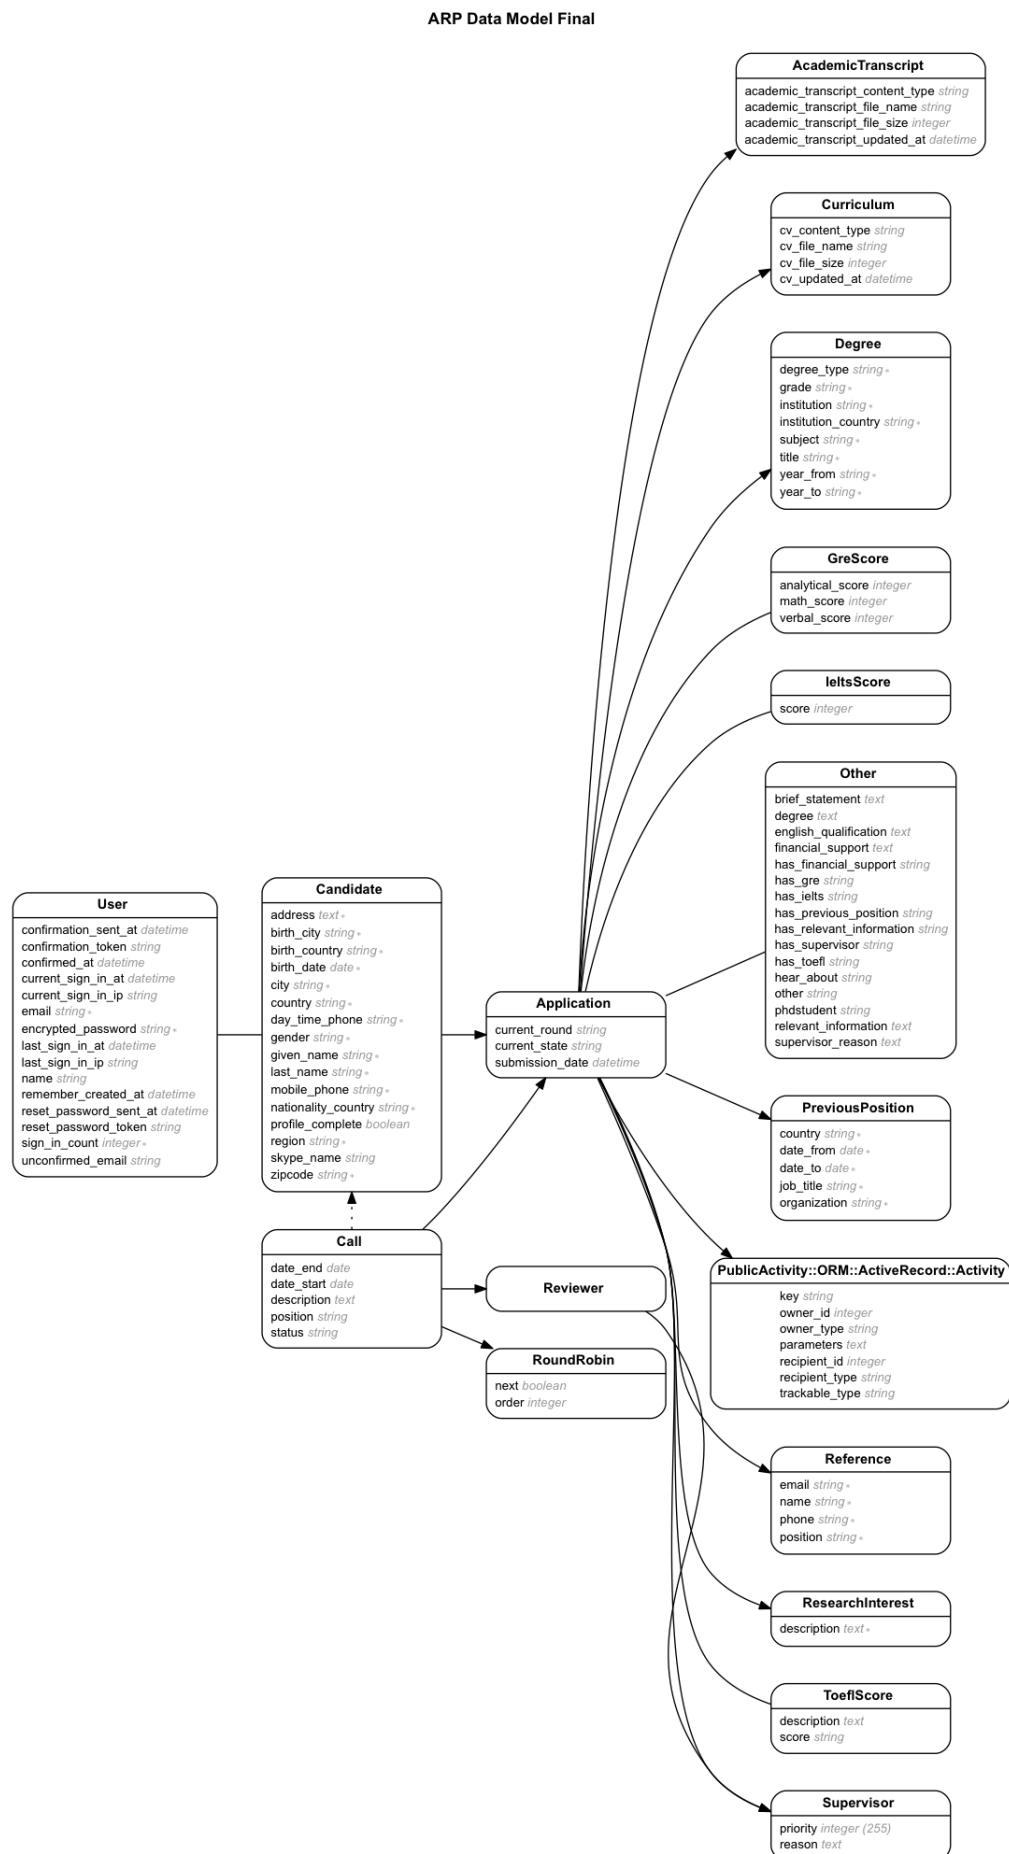 ARP Data Model Final
AcademicTranscript
academic_transcript_content_type string
academic_transcript_file_name string
academic_transcript_file_size integer
academic_transcript_updated_at datetime
Curriculum
cv_content_type string
cv_file_name string
cv_file_size integer
cv_updated_at datetime
Degree
degree_type string *
grade string *
institution string *
institution_country string *
subject string *
title string *
year_from string *
year_to string *
GreScore
analytical_score integer
math_score integer
verbal_score integer
IeltsScore
score integer
Other
brief_statement text
degree text
english_qualification text
financial_support text
has_financial_support string
has_gre string
has_ielts string
has_previous_position string
has_relevant_information string
has_supervisor string
has_toefl string
hear_about string
other string
phdstudent string
relevant_information text
supervisor_reason text
User
confirmation_sent_at datetime
confirmation_token string
confirmed_at datetime
current_sign_in_at datetime
current_sign_in_ip string
email string *
encrypted_password string *
last_sign_in_at datetime
last_sign_in_ip string
name string
remember_created_at datetime
reset_password_sent_at datetime
reset_password_token string
sign_in_count integer *
unconfirmed_email string
Candidate
address text *
birth_city string *
birth_country string *
birth_date date *
city string *
country string *
day_time_phone string *
gender string *
given_name string *
last_name string *
mobile_phone string *
nationality_country string *
profile_complete boolean
region string *
skype_name string
zipcode string *
Application
current_round string
current_state string
submission_date datetime
PreviousPosition
country string *
date_from date *
date_to date *
job_title string *
organization string *
Call
date_end date
date_start date
description text
position string
status string
Reviewer
RoundRobin
next boolean
order integer
PublicActivity::ORM::ActiveRecord::Activity
key string
owner_id integer
owner_type string
parameters text
recipient_id integer
recipient_type string
trackable_type string
Reference
email string *
name string *
phone string *
position string *
ResearchInterest
description text *
ToeflScore
description text
score string
Supervisor
priority integer (255)
reason text